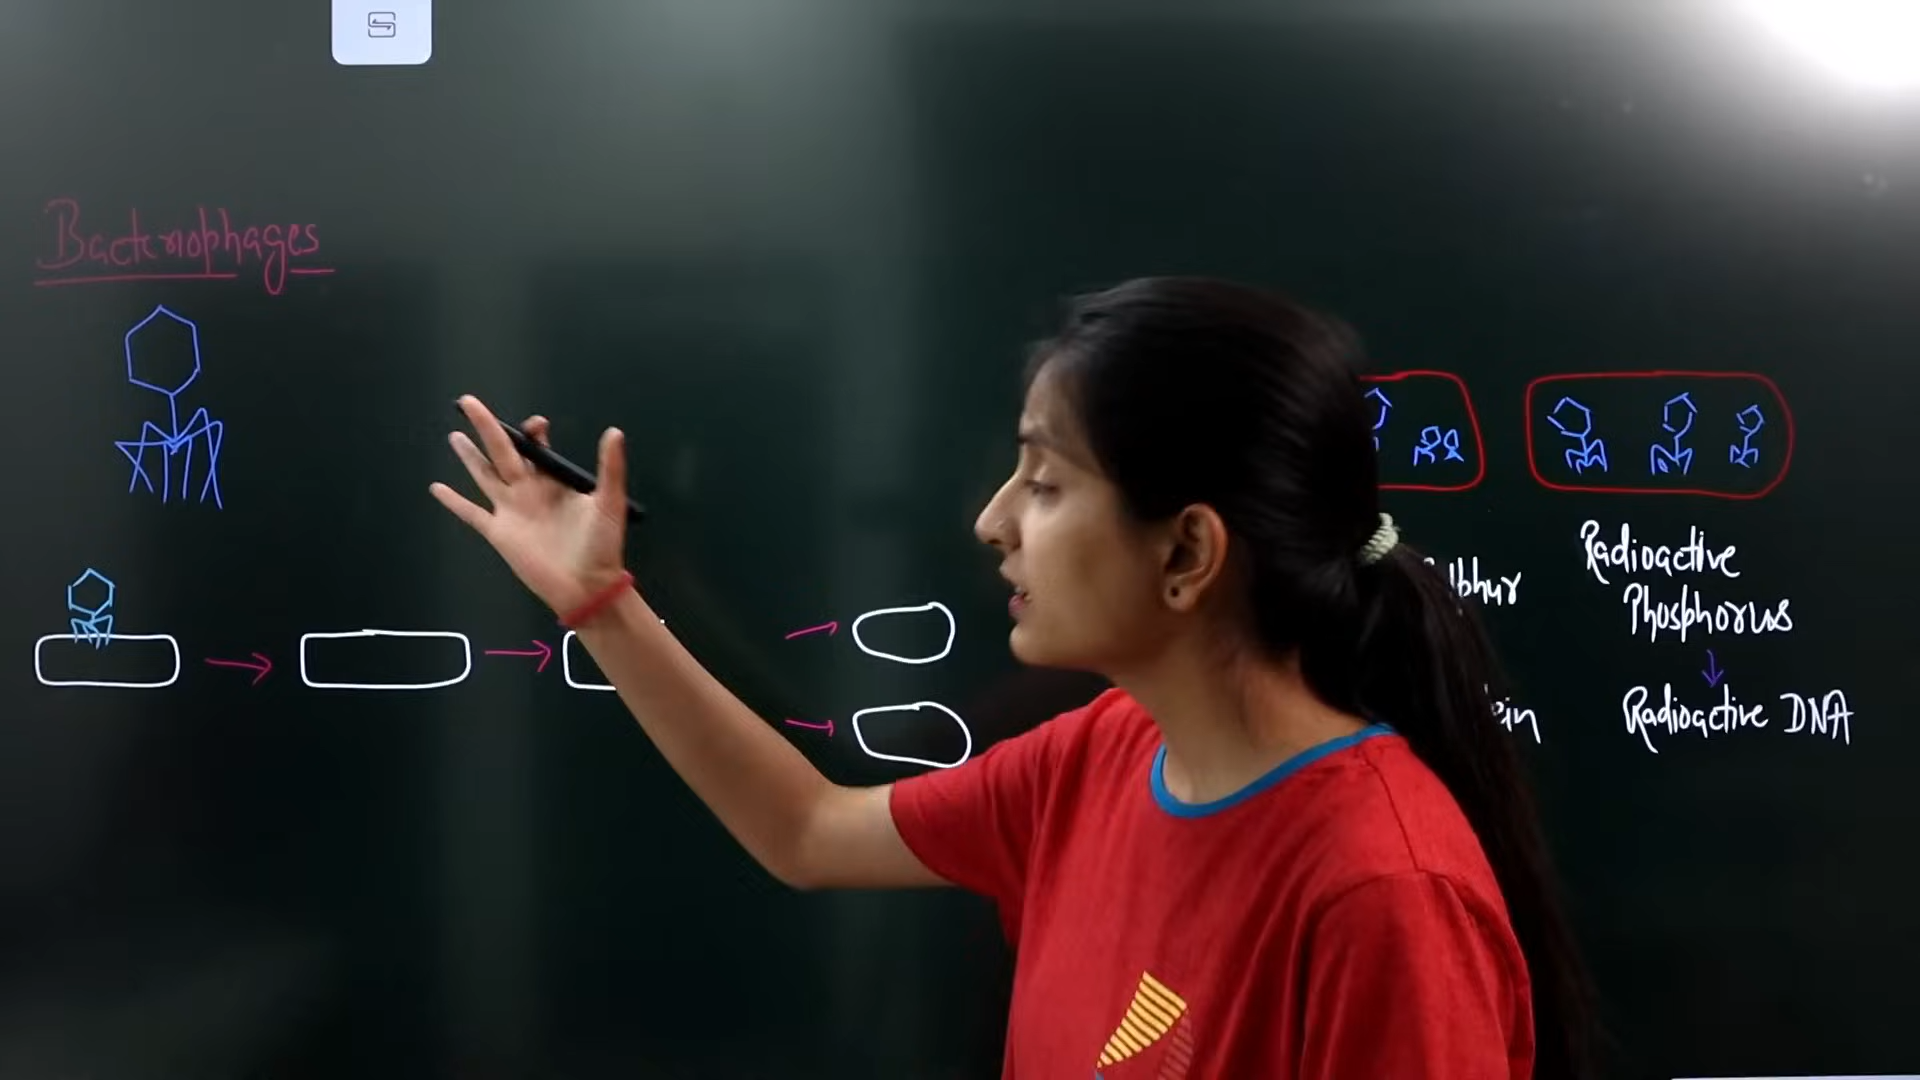 Bacteriophages
Radioactive
Phosphorus
Radioactive DNA